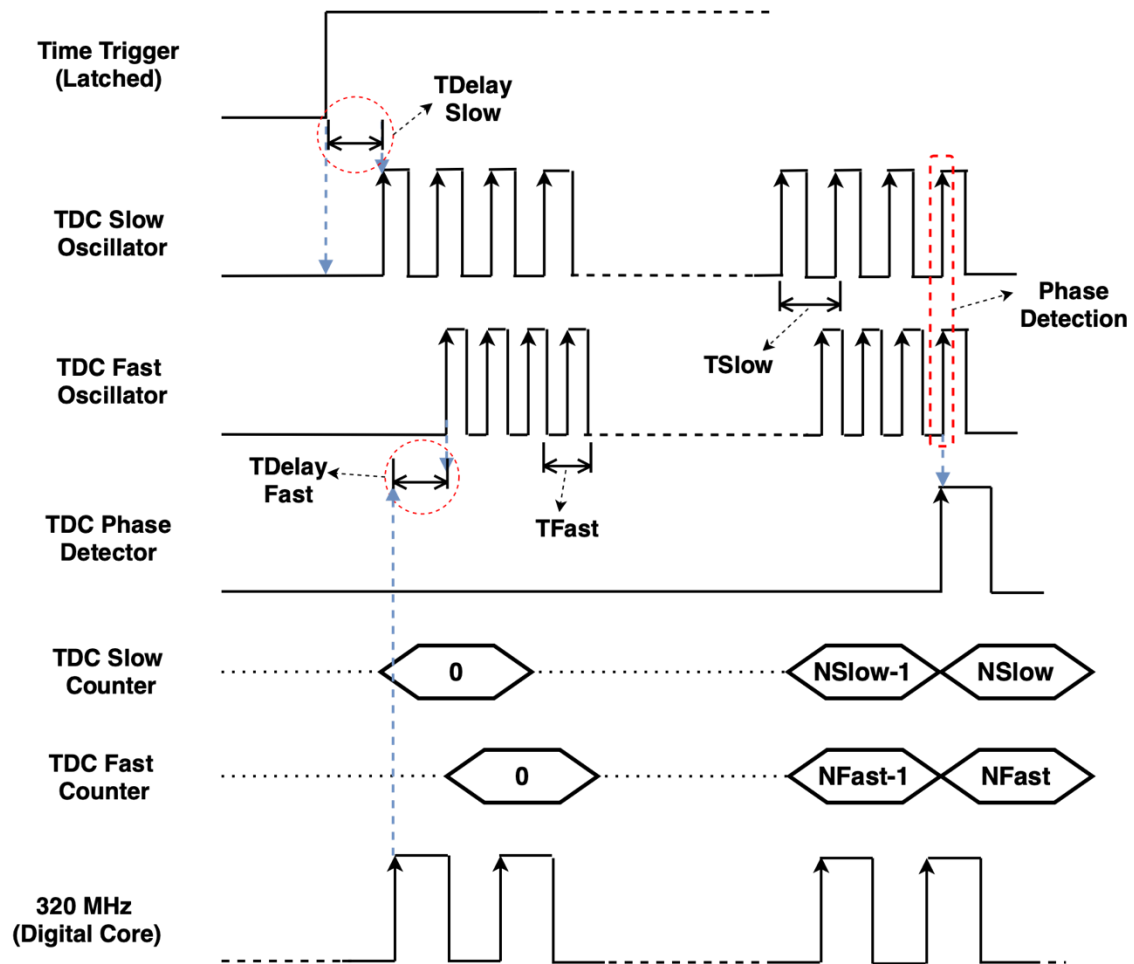 Time Trigger
(Latched)
TDelay
Slow
TDC Slow
Oscillator
Phase
Detection
TSlow
TDC Fast
Oscillator
TDelay
Fast
TFast
TDC Phase
Detector
TDC Slow
Counter
0
NSlow-1
NSlow
TDC Fast
Counter
0
NFast-1
NFast
320 MHz
(Digital Core)